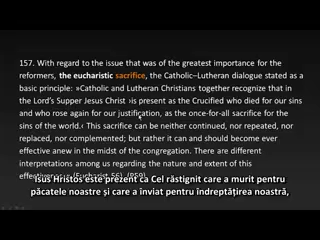 157. With regard to the issue that was of the greatest importance for the
reformers, the eucharistic sacrifice, the Catholic–Lutheran dialogue stated as a
basic principle: »Catholic and Lutheran Christians together recognize that in
the Lord's Supper Jesus Christ ›is present as the Crucified who died for our sins
and who rose again for our justification, as the once-for-all sacrifice for the
sins of the world.‹ This sacrifice can be neither continued, nor repeated, nor
replaced, nor complemented; but rather it can and should become ever
effective anew in the midst of the congregation. There are different
interpretations among us regarding the nature and extent of this
Isus Hristos este prezent ca Cel răstignit care a murit pentru
păcatele noastre și care a înviat pentru îndreptățirea noastră,